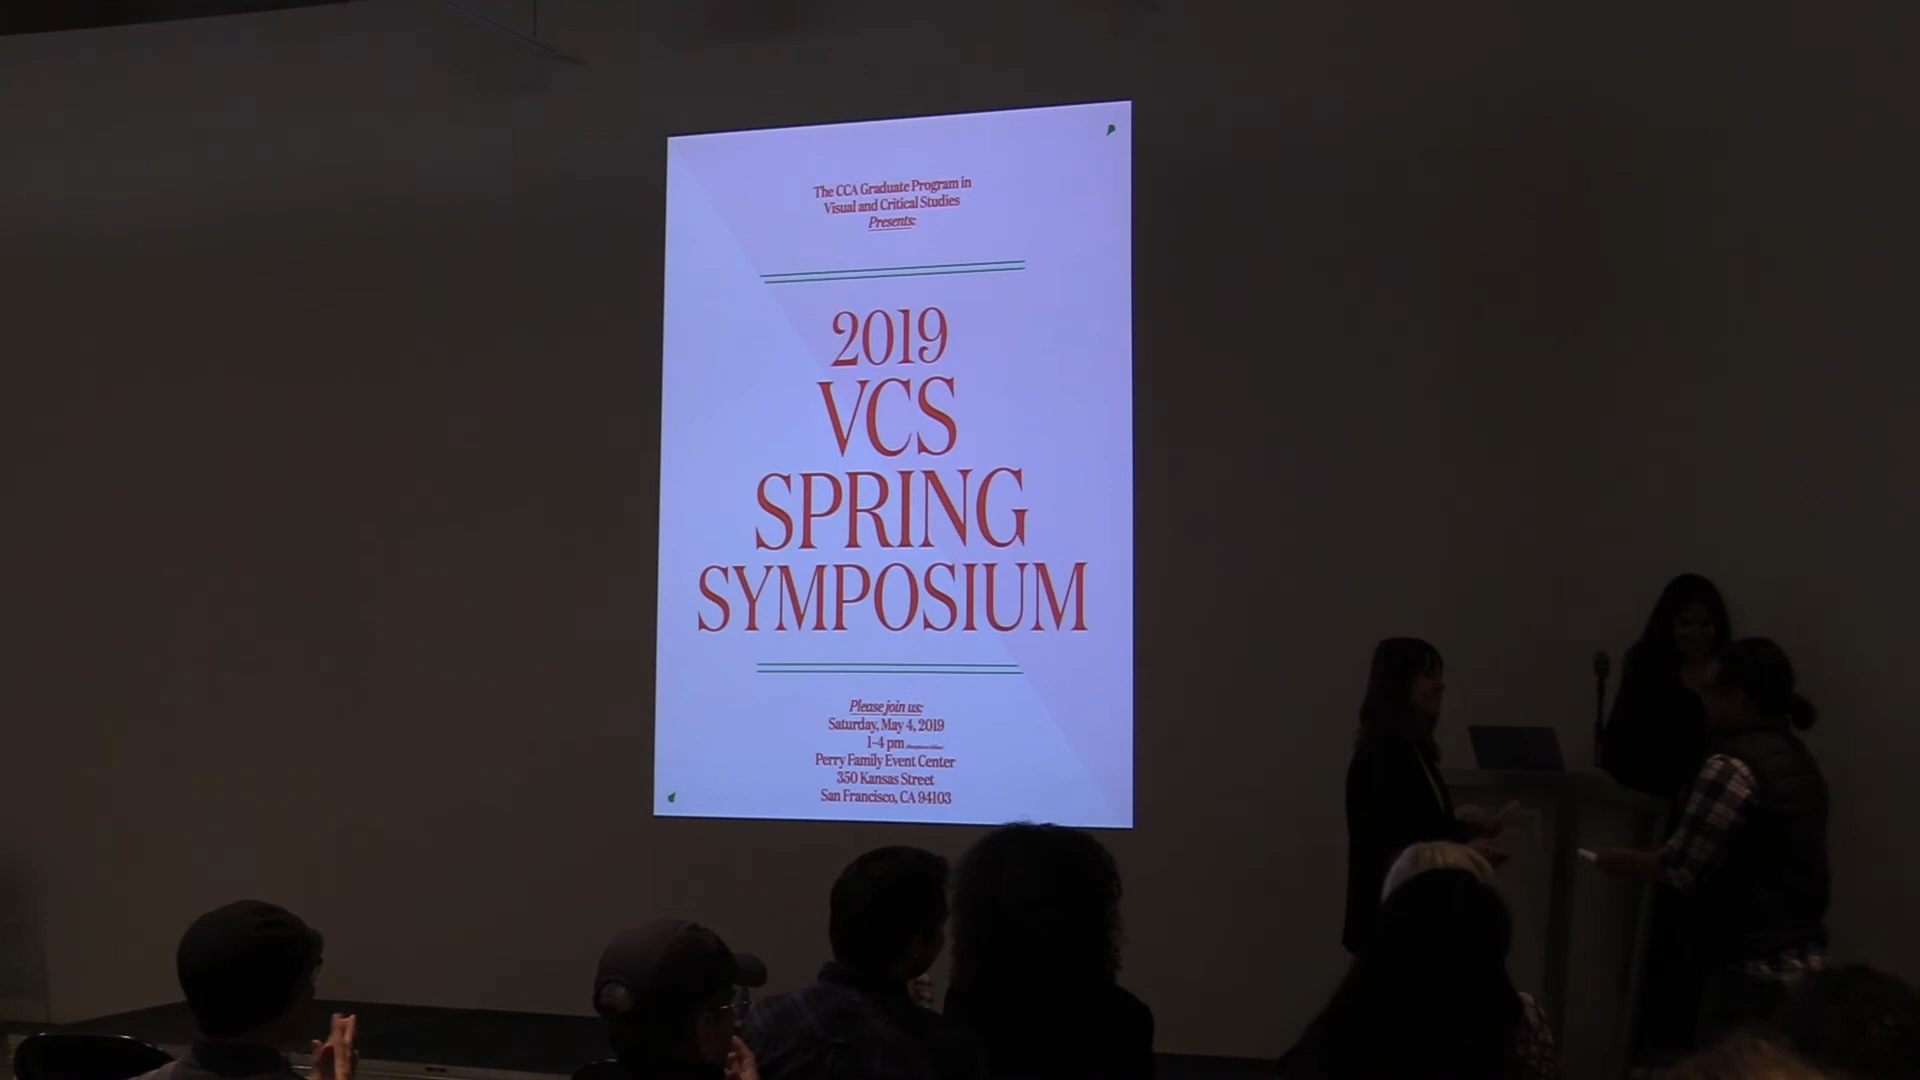 The CCA Graduate Program in
Visual and Critical Studies
Presents:
2019
VCS
SPRING
SYMPOSIUM
Please join us:
Saturday, May 4, 2019
1-4 pm
Perry Family Event Center
350 Kansas Street
San Francisco, CA 94103